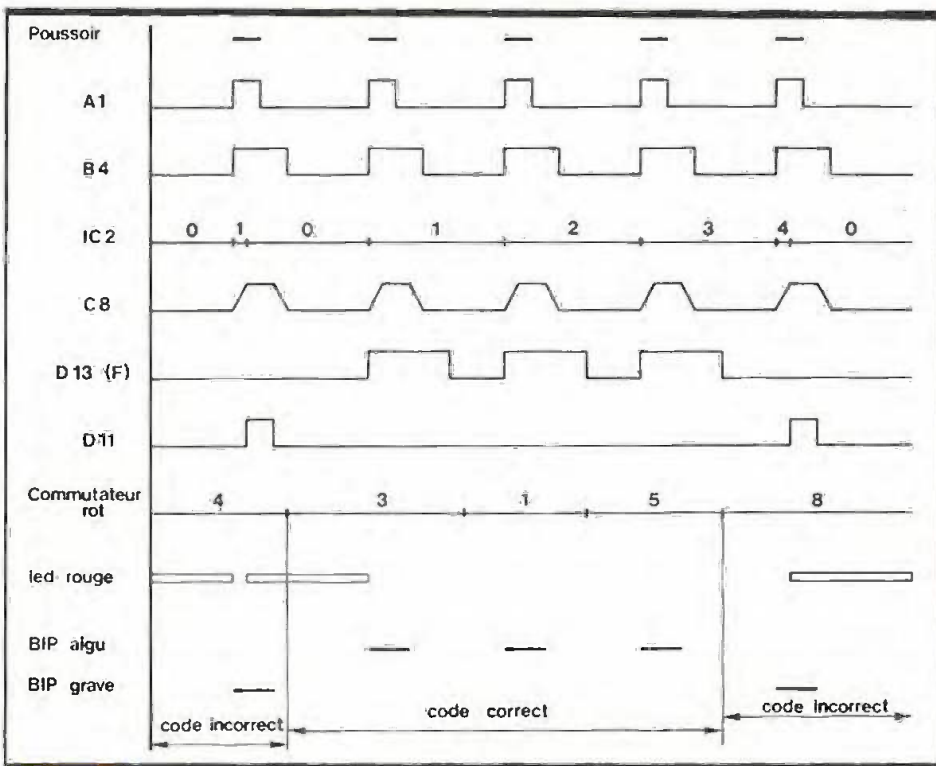 Poussoir
A1
B4
IC2 0 1 0 1 2 3 4 0
C8
D13 (F)
D11
Commutateur
rot 4 3 1 5 8
led rouge
BIP aigu
BIP grave
code incorrect code correct code incorrect